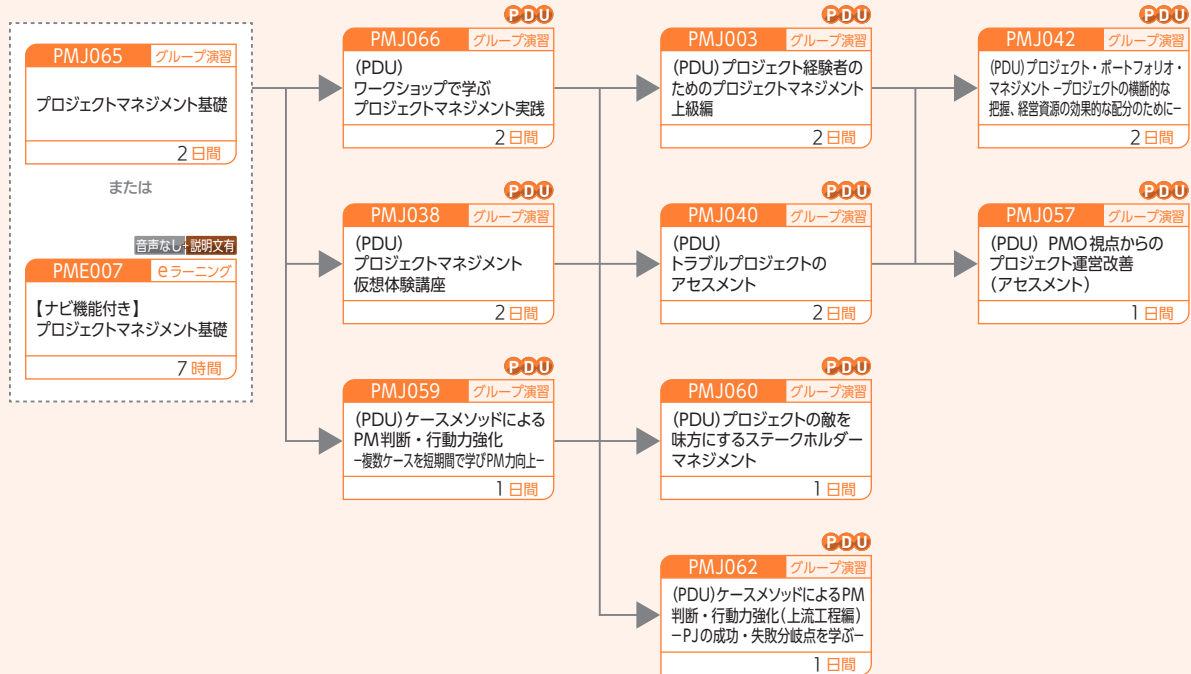 PMJ065 グループ演習
プロジェクトマネジメント基礎
2日間
または
音声なし+説明文有
PME007 eラーニング
【ナビ機能付き】
プロジェクトマネジメント基礎
7時間
PDU
PMJ066 グループ演習
(PDU)
ワークショップで学ぶ
プロジェクトマネジメント実践
2日間
PDU
PMJ038 グループ演習
(PDU)
プロジェクトマネジメント
仮想体験講座
2日間
PDU
PMJ059 グループ演習
(PDU)ケースメソッドによる
PM判断・行動力強化
−複数ケースを短期間で学びPM力向上−
1日間
PDU
PMJ003 グループ演習
(PDU)プロジェクト経験者の
ためのプロジェクトマネジメント
上級編
2日間
PDU
PMJ040 グループ演習
(PDU)
トラブルプロジェクトの
アセスメント
2日間
PDU
PMJ060 グループ演習
(PDU)プロジェクトの敵を
味方にするステークホルダー
マネジメント
1日間
PDU
PMJ062 グループ演習
(PDU)ケースメソッドによるPM
判断・行動力強化(上流工程編)
−PJの成功・失敗分岐点を学ぶ−
1日間
PDU
PMJ042 グループ演習
(PDU)プロジェクト・ポートフォリオ・
マネジメント −プロジェクトの横断的な
把握、経営資源の効果的な配分のために−
2日間
PDU
PMJ057 グループ演習
(PDU) PMO視点からの
プロジェクト運営改善
(アセスメント)
1日間